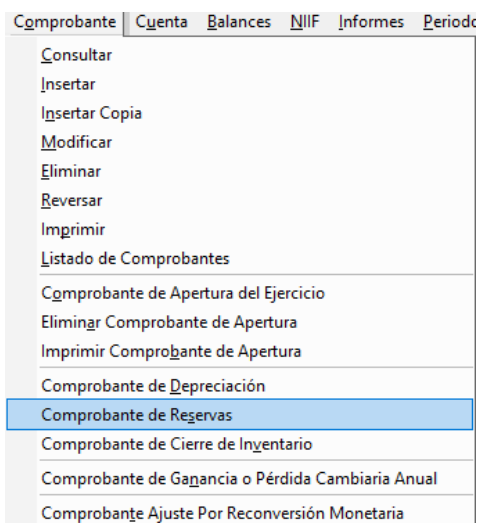 Comprobante Cuenta Balances NIIF Informes Periodo
Consultar
Insertar
Insertar Copia
Modificar
Eliminar
Reversar
Imprimir
Listado de Comprobantes
Comprobante de Apertura del Ejercicio
Eliminar Comprobante de Apertura
Imprimir Comprobante de Apertura
Comprobante de Depreciación
Comprobante de Reservas
Comprobante de Cierre de Inventario
Comprobante de Ganancia o Pérdida Cambiaria Anual
Comprobante Ajuste Por Reconversión Monetaria